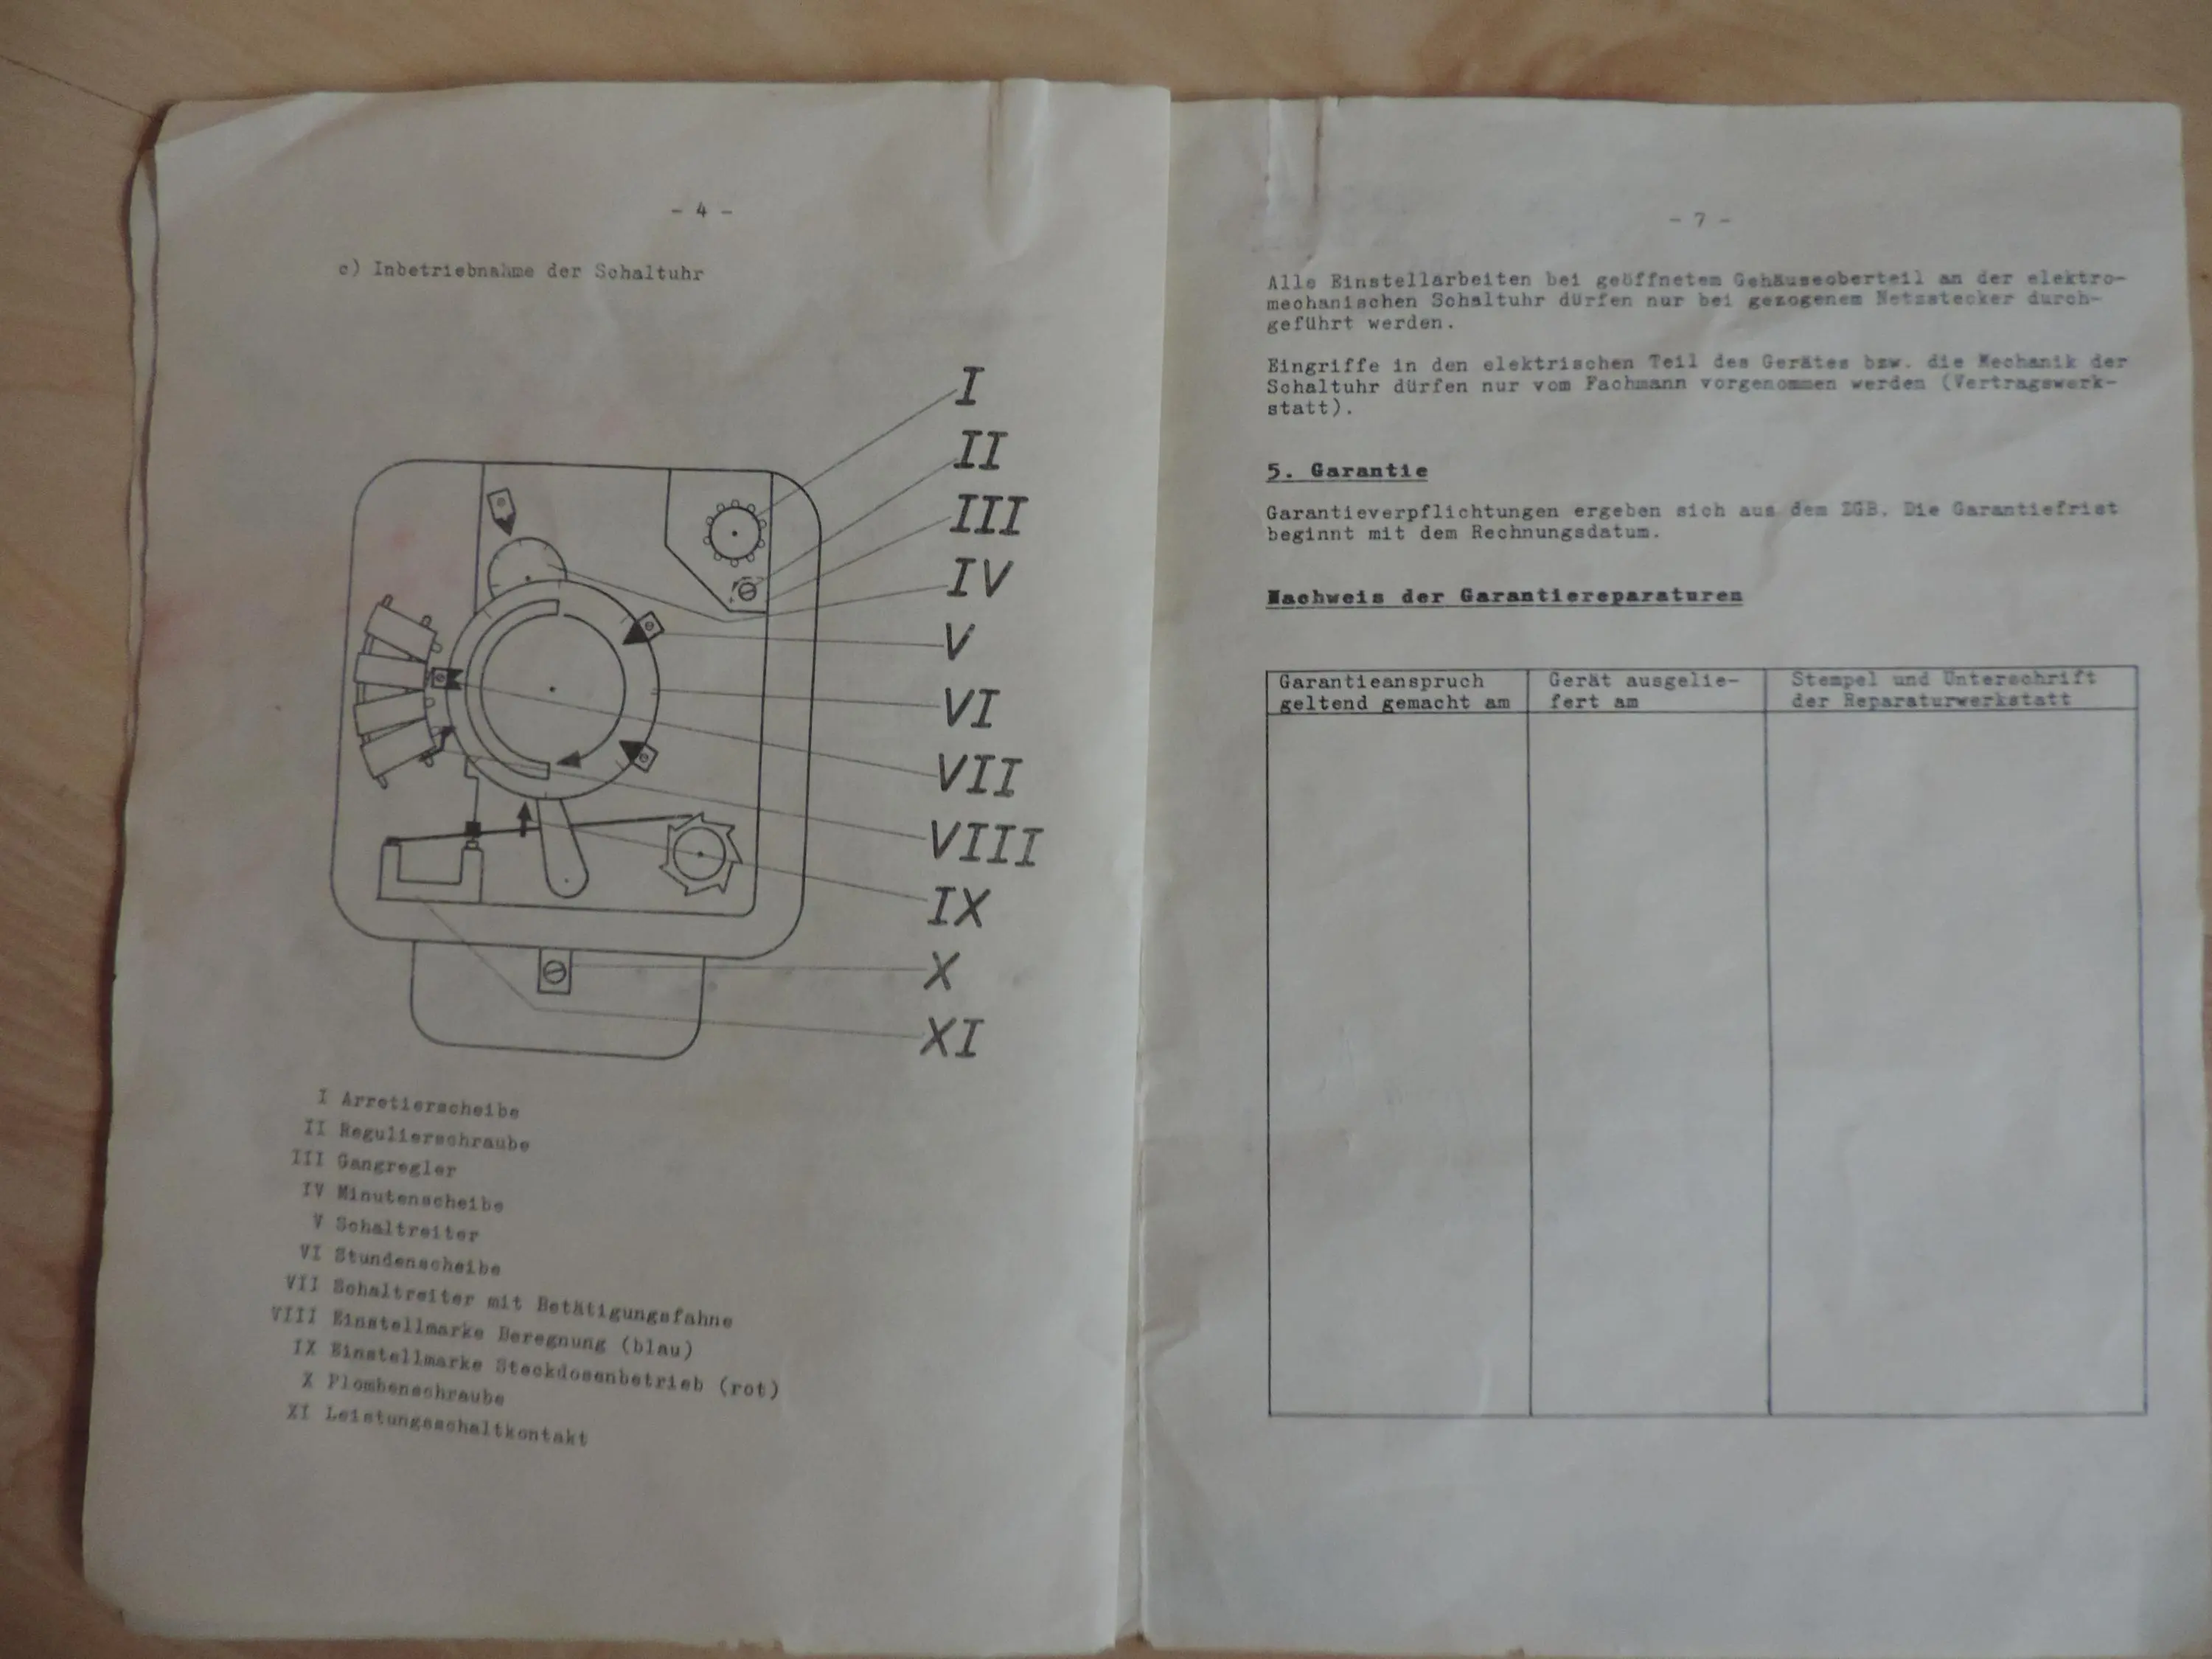 - 4 -
c) Inbetriebnahme der Schaltuhr
I
II
III
IV
V
VI
VII
VIII
IX
X
XI
I Arretierscheibe
II Regulierschraube
III Gangregler
IV Minutenscheibe
V Schaltreiter
VI Stundenscheibe
VII Schaltreiter mit Betätigungsfahne
VIII Einstellmarke Beregnung (blau)
IX Einstellmarke Steckdosenbetrieb (rot)
X Plombenschraube
XI Leistungsschaltkontakt
- 7 -
Alle Einstellarbeiten bei geöffnetem Gehäuseoberteil an der elektro-
mechanischen Schaltuhr dürfen nur bei gezogenem Netzstecker durch-
geführt werden.
Eingriffe in den elektrischen Teil des Gerätes bzw. die Mechanik der
Schaltuhr dürfen nur vom Fachmann vorgenommen werden (Vertragswerk-
statt).
5. Garantie
Garantieverpflichtungen ergeben sich aus dem ZGB. Die Garantiefrist
beginnt mit dem Rechnungsdatum.
Nachweis der Garantiereparaturen
Garantieanspruch
geltend gemacht am
Gerät ausgelie-
fert am
Stempel und Unterschrift
der Reparaturwerkstatt